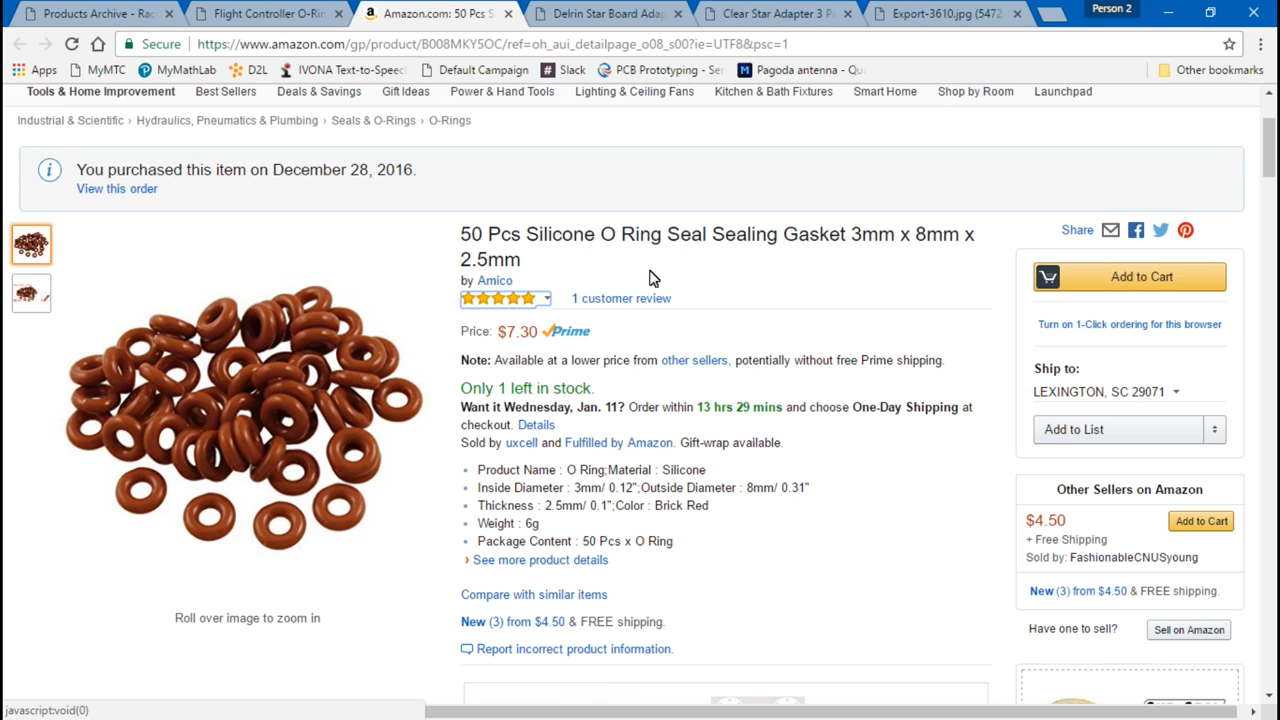 Products Archive - Rac
Flight Controller O-Rin
Amazon.com: 50 Pcs S
Delrin Star Board Adap
Clear Star Adapter 3 P
Export-3610.jpg (5472
Person 2
Secure
https://www.amazon.com/gp/product/B008MKY5OC/ref=oh_aui_detailpage_o08_s00?ie=UTF8&psc=1
Apps MyMTC MyMathLab D2L IVONA Text-to-Speec Default Campaign Slack PCB Prototyping - Ser Pagoda antenna - Qu Other bookmarks
Tools & Home Improvement Best Sellers Deals & Savings Gift Ideas Power & Hand Tools Lighting & Ceiling Fans Kitchen & Bath Fixtures Smart Home Shop by Room Launchpad
Industrial & Scientific › Hydraulics, Pneumatics & Plumbing › Seals & O-Rings › O-Rings
You purchased this item on December 28, 2016.
View this order
50 Pcs Silicone O Ring Seal Sealing Gasket 3mm x 8mm x
2.5mm
by Amico
1 customer review
Price: $7.30 Prime
Note: Available at a lower price from other sellers, potentially without free Prime shipping.
Only 1 left in stock.
Want it Wednesday, Jan. 11? Order within 13 hrs 29 mins and choose One-Day Shipping at
checkout. Details
Sold by uxcell and Fulfilled by Amazon. Gift-wrap available.
• Product Name : O Ring;Material : Silicone
• Inside Diameter : 3mm/ 0.12";Outside Diameter : 8mm/ 0.31"
• Thickness : 2.5mm/ 0.1";Color : Brick Red
• Weight : 6g
• Package Content : 50 Pcs x O Ring
› See more product details
Compare with similar items
New (3) from $4.50 & FREE shipping.
Report incorrect product information.
Roll over image to zoom in
Share
Add to Cart
Turn on 1-Click ordering for this browser
Ship to:
LEXINGTON, SC 29071
Add to List
Other Sellers on Amazon
$4.50 Add to Cart
+ Free Shipping
Sold by: FashionableCNUSyoung
New (3) from $4.50 & FREE shipping.
Have one to sell? Sell on Amazon
javascript:void(0)